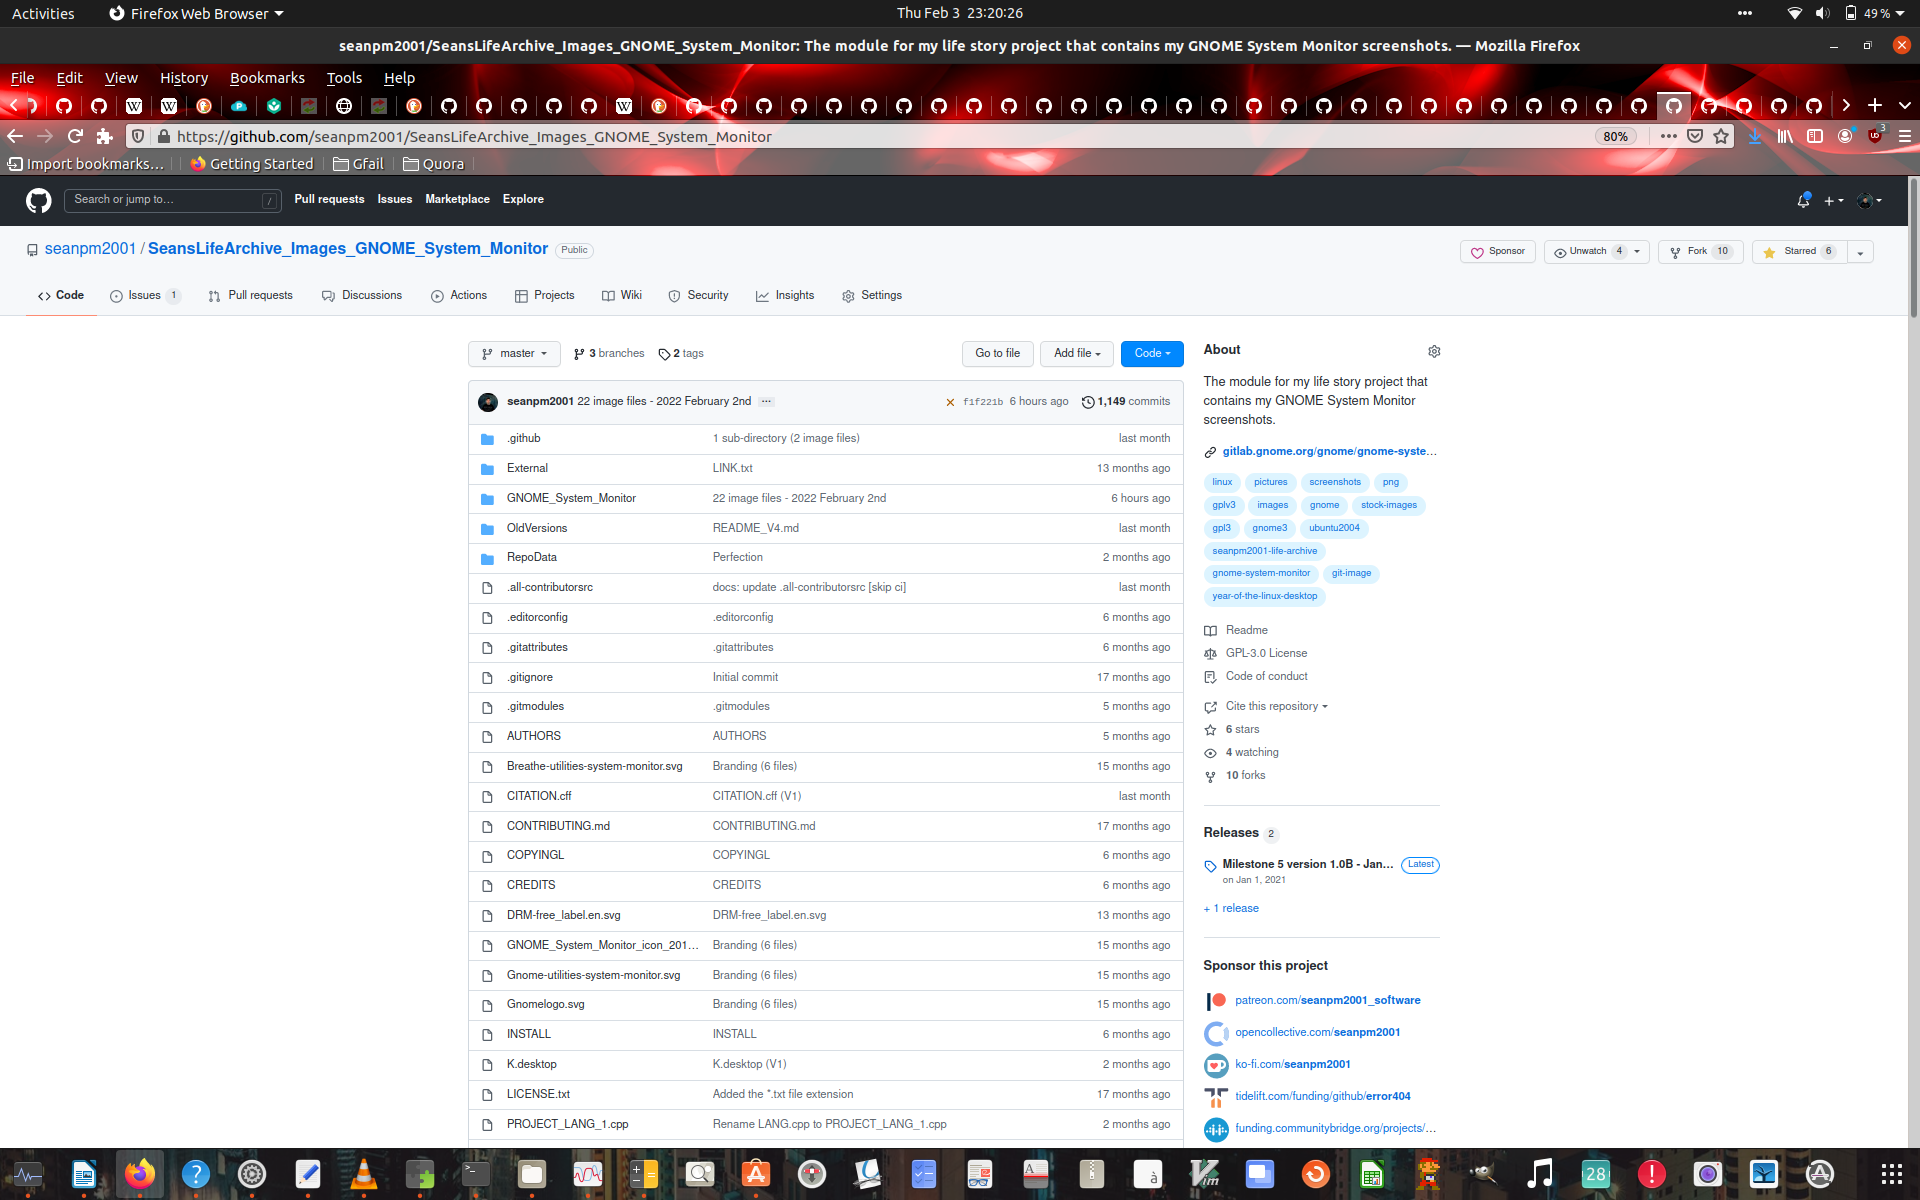 Activities
Firefox Web Browser
Thu Feb 3 23:20:26
49 %
seanpm2001/SeansLifeArchive_Images_GNOME_System_Monitor: The module for my life story project that contains my GNOME System Monitor screenshots. — Mozilla Firefox
File Edit View History Bookmarks Tools Help
https://github.com/seanpm2001/SeansLifeArchive_Images_GNOME_System_Monitor
80%
3
Import bookmarks... Getting Started Gfail Quora
Search or jump to... /
Pull requests Issues Marketplace Explore
seanpm2001 / SeansLifeArchive_Images_GNOME_System_Monitor Public
Sponsor Unwatch 4 Fork 10 Starred 6
Code Issues 1 Pull requests Discussions Actions Projects Wiki Security Insights Settings
master 3 branches 2 tags Go to file Add file Code
seanpm2001 22 image files - 2022 February 2nd ... f1f221b 6 hours ago 1,149 commits
.github 1 sub-directory (2 image files) last month
External LINK.txt 13 months ago
GNOME_System_Monitor 22 image files - 2022 February 2nd 6 hours ago
OldVersions README_V4.md last month
RepoData Perfection 2 months ago
.all-contributorsrc docs: update .all-contributorsrc [skip ci] last month
.editorconfig .editorconfig 6 months ago
.gitattributes .gitattributes 6 months ago
.gitignore Initial commit 17 months ago
.gitmodules .gitmodules 5 months ago
AUTHORS AUTHORS 5 months ago
Breathe-utilities-system-monitor.svg Branding (6 files) 15 months ago
CITATION.cff CITATION.cff (V1) last month
CONTRIBUTING.md CONTRIBUTING.md 17 months ago
COPYINGL COPYINGL 6 months ago
CREDITS CREDITS 6 months ago
DRM-free_label.en.svg DRM-free_label.en.svg 13 months ago
GNOME_System_Monitor_icon_201... Branding (6 files) 15 months ago
Gnome-utilities-system-monitor.svg Branding (6 files) 15 months ago
Gnomelogo.svg Branding (6 files) 15 months ago
INSTALL INSTALL 6 months ago
K.desktop K.desktop (V1) 2 months ago
LICENSE.txt Added the *.txt file extension 17 months ago
PROJECT_LANG_1.cpp Rename LANG.cpp to PROJECT_LANG_1.cpp 2 months ago
About
The module for my life story project that
contains my GNOME System Monitor
screenshots.
gitlab.gnome.org/gnome/gnome-syste...
linux pictures screenshots png
gplv3 images gnome stock-images
gpl3 gnome3 ubuntu2004
seanpm2001-life-archive
gnome-system-monitor git-image
year-of-the-linux-desktop
Readme
GPL-3.0 License
Code of conduct
Cite this repository
6 stars
4 watching
10 forks
Releases 2
Milestone 5 version 1.0B - Jan... Latest
on Jan 1, 2021
+ 1 release
Sponsor this project
patreon.com/seanpm2001_software
opencollective.com/seanpm2001
ko-fi.com/seanpm2001
tidelift.com/funding/github/error404
funding.communitybridge.org/projects/...
28